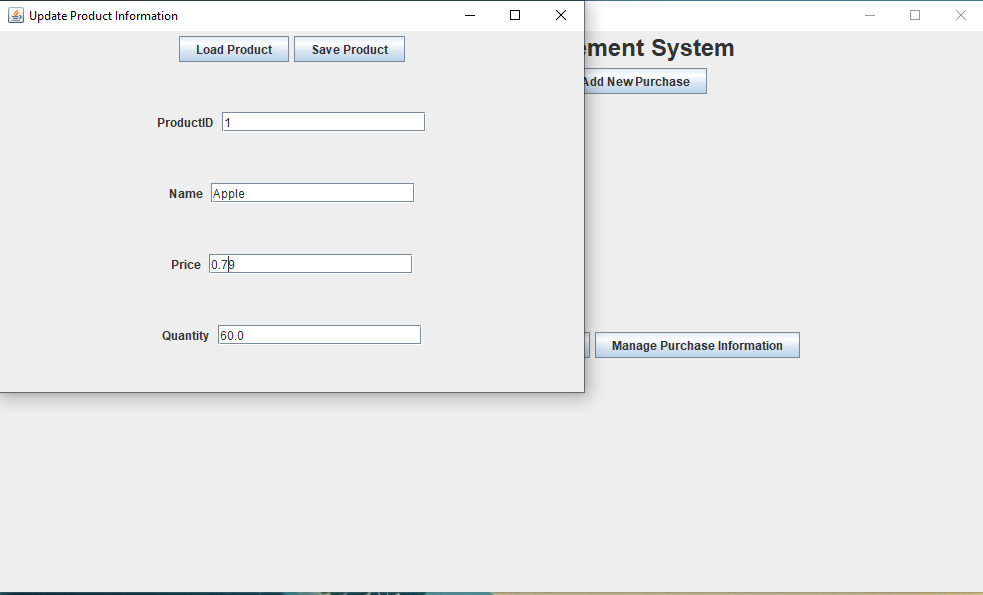 Update Product Information
Load Product Save Product
ProductID 1
Name Apple
Price 0.79
Quantity 60.0
System
Add New Purchase
Manage Purchase Information